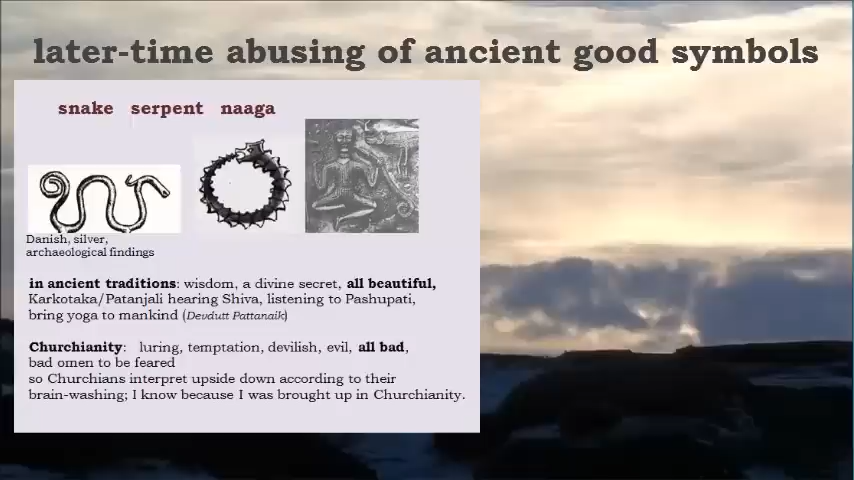 later-time abusing of ancient good symbols
snake serpent naaga
Danish, silver,
archaeological findings
in ancient traditions: wisdom, a divine secret, all beautiful,
Karkotaka/Patanjali hearing Shiva, listening to Pashupati,
bring yoga to mankind (Devdutt Pattanaik)
Churchianity: luring, temptation, devilish, evil, all bad,
bad omen to be feared
so Churchians interpret upside down according to their
brain-washing; I know because I was brought up in Churchianity.